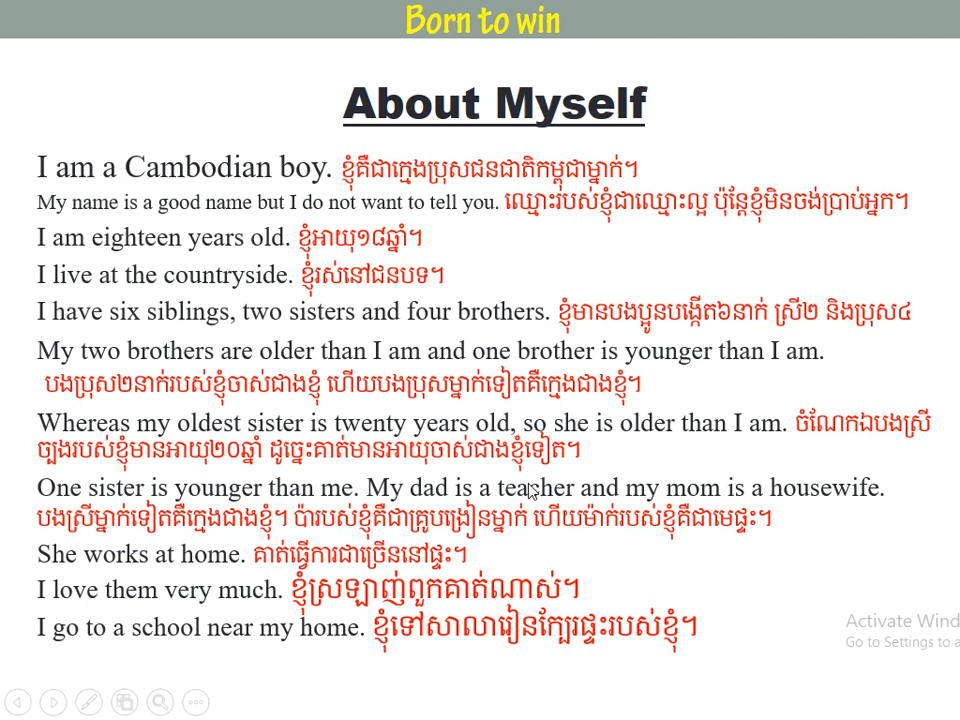 Born to win
About Myself
I am a Cambodian boy. ខ្ញុំគឺជាក្មេងប្រុសជនជាតិកម្ពុជាម្នាក់។
My name is a good name but I do not want to tell you. ឈ្មោះរបស់ខ្ញុំជាឈ្មោះល្អ ប៉ុន្តែខ្ញុំមិនចង់ប្រាប់អ្នក។
I am eighteen years old. ខ្ញុំអាយុ១៨ឆ្នាំ។
I live at the countryside. ខ្ញុំរស់នៅជនបទ។
I have six siblings, two sisters and four brothers. ខ្ញុំមានបងប្អូនបង្កើត៦នាក់ ស្រី២ និងប្រុស៤
My two brothers are older than I am and one brother is younger than I am.
បងប្រុស២នាក់របស់ខ្ញុំចាស់ជាងខ្ញុំ ហើយបងប្រុសម្នាក់ទៀតគឺក្មេងជាងខ្ញុំ។
Whereas my oldest sister is twenty years old, so she is older than I am. ចំណែកឯបងស្រី
ច្បងរបស់ខ្ញុំមានអាយុ២០ឆ្នាំ ដូច្នេះគាត់មានអាយុចាស់ជាងខ្ញុំទៀត។
One sister is younger than me. My dad is a teacher and my mom is a housewife.
បងស្រីម្នាក់ទៀតគឺក្មេងជាងខ្ញុំ។ ប៉ារបស់ខ្ញុំគឺជាគ្រូបង្រៀនម្នាក់ ហើយម៉ាក់របស់ខ្ញុំគឺជាមេផ្ទះ។
She works at home. គាត់ធ្វើការជាច្រើននៅផ្ទះ។
I love them very much. ខ្ញុំស្រឡាញ់ពួកគាត់ណាស់។
I go to a school near my home. ខ្ញុំទៅសាលារៀនក្បែរផ្ទះរបស់ខ្ញុំ។
Activate Wind
Go to Settings to a